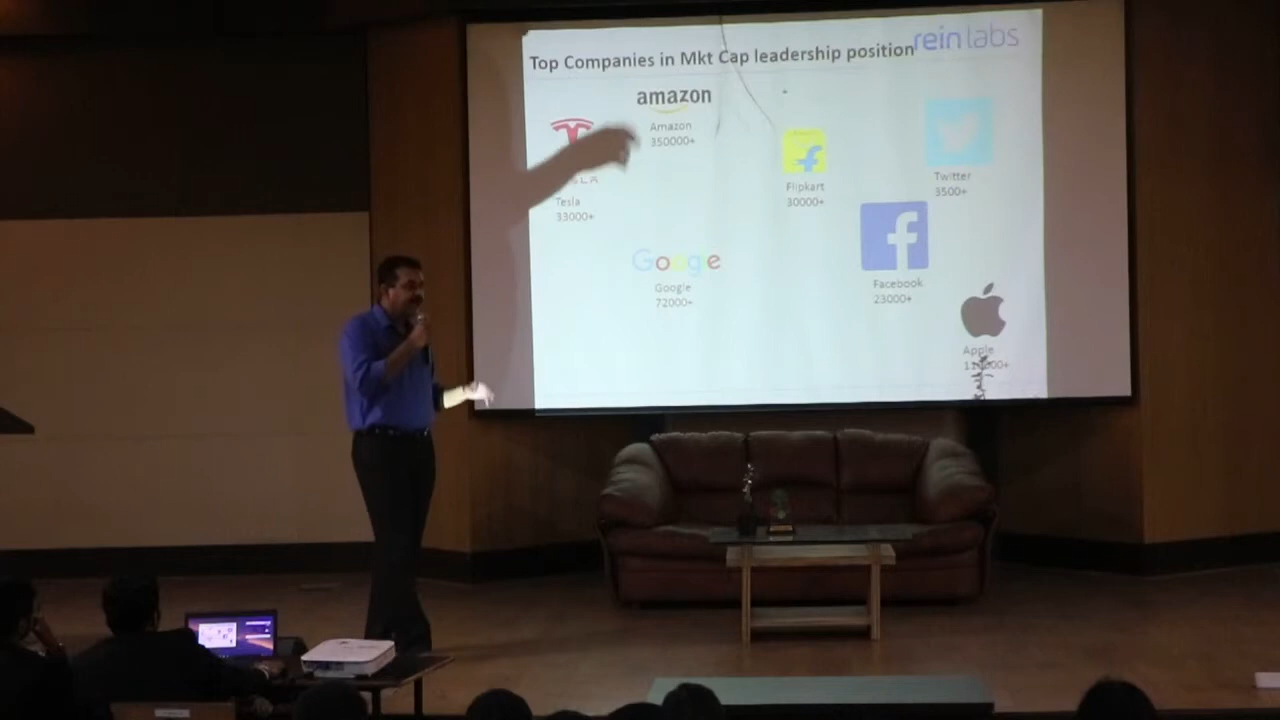 Top Companies in Mkt Cap leadership position
rein labs
amazon
Amazon
350000+
Tesla
33000+
Flipkart
30000+
Twitter
3500+
Google
Google
72000+
Facebook
23000+
Apple